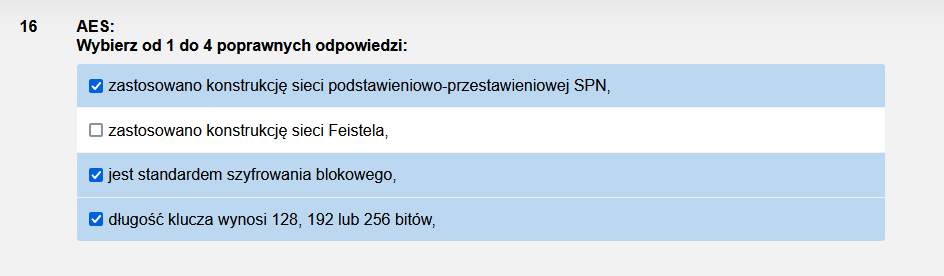 16 AES:
Wybierz od 1 do 4 poprawnych odpowiedzi:
zastosowano konstrukcję sieci podstawieniowo-przestawieniowej SPN,
zastosowano konstrukcję sieci Feistela,
jest standardem szyfrowania blokowego,
długość klucza wynosi 128, 192 lub 256 bitów,